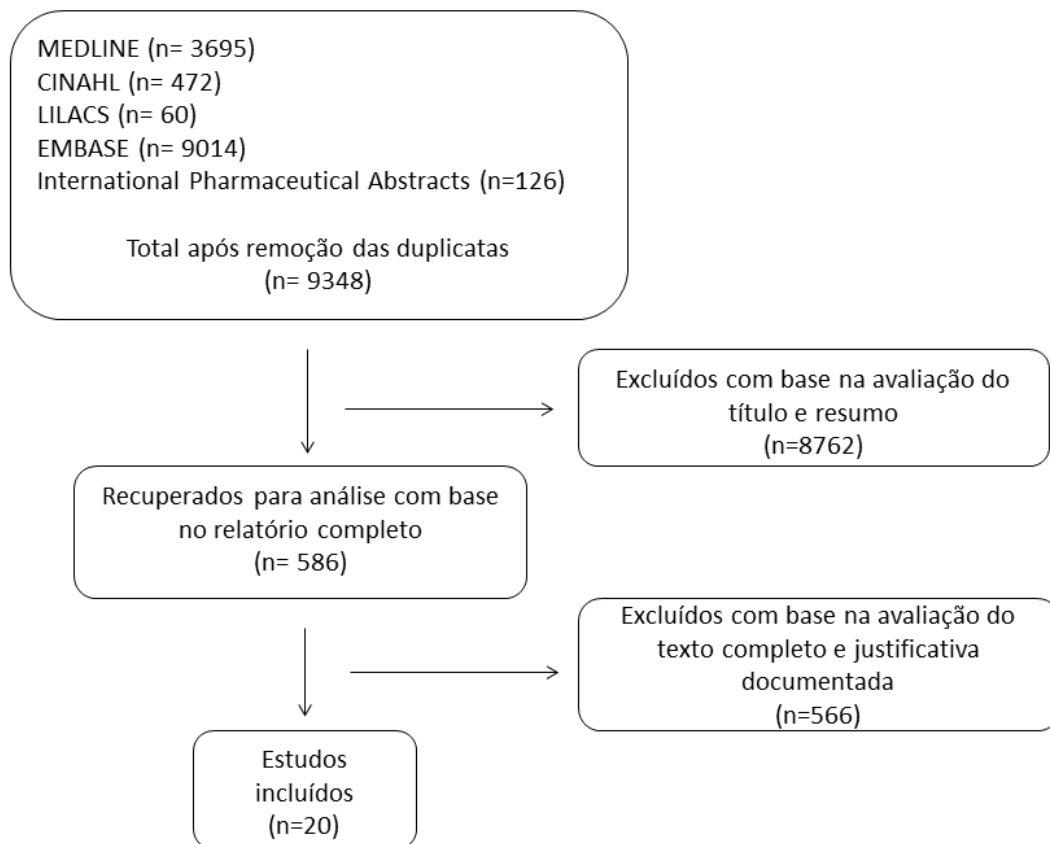 MEDLINE (n= 3695)
CINAHL (n= 472)
LILACS (n= 60)
EMBASE (n= 9014)
International Pharmaceutical Abstracts (n=126)
Total após remoção das duplicatas
(n= 9348)
Excluídos com base na avaliação do
título e resumo
(n=8762)
Recuperados para análise com base
no relatório completo
(n= 586)
Excluídos com base na avaliação do
texto completo e justificativa
documentada
(n=566)
Estudos
incluídos
(n=20)